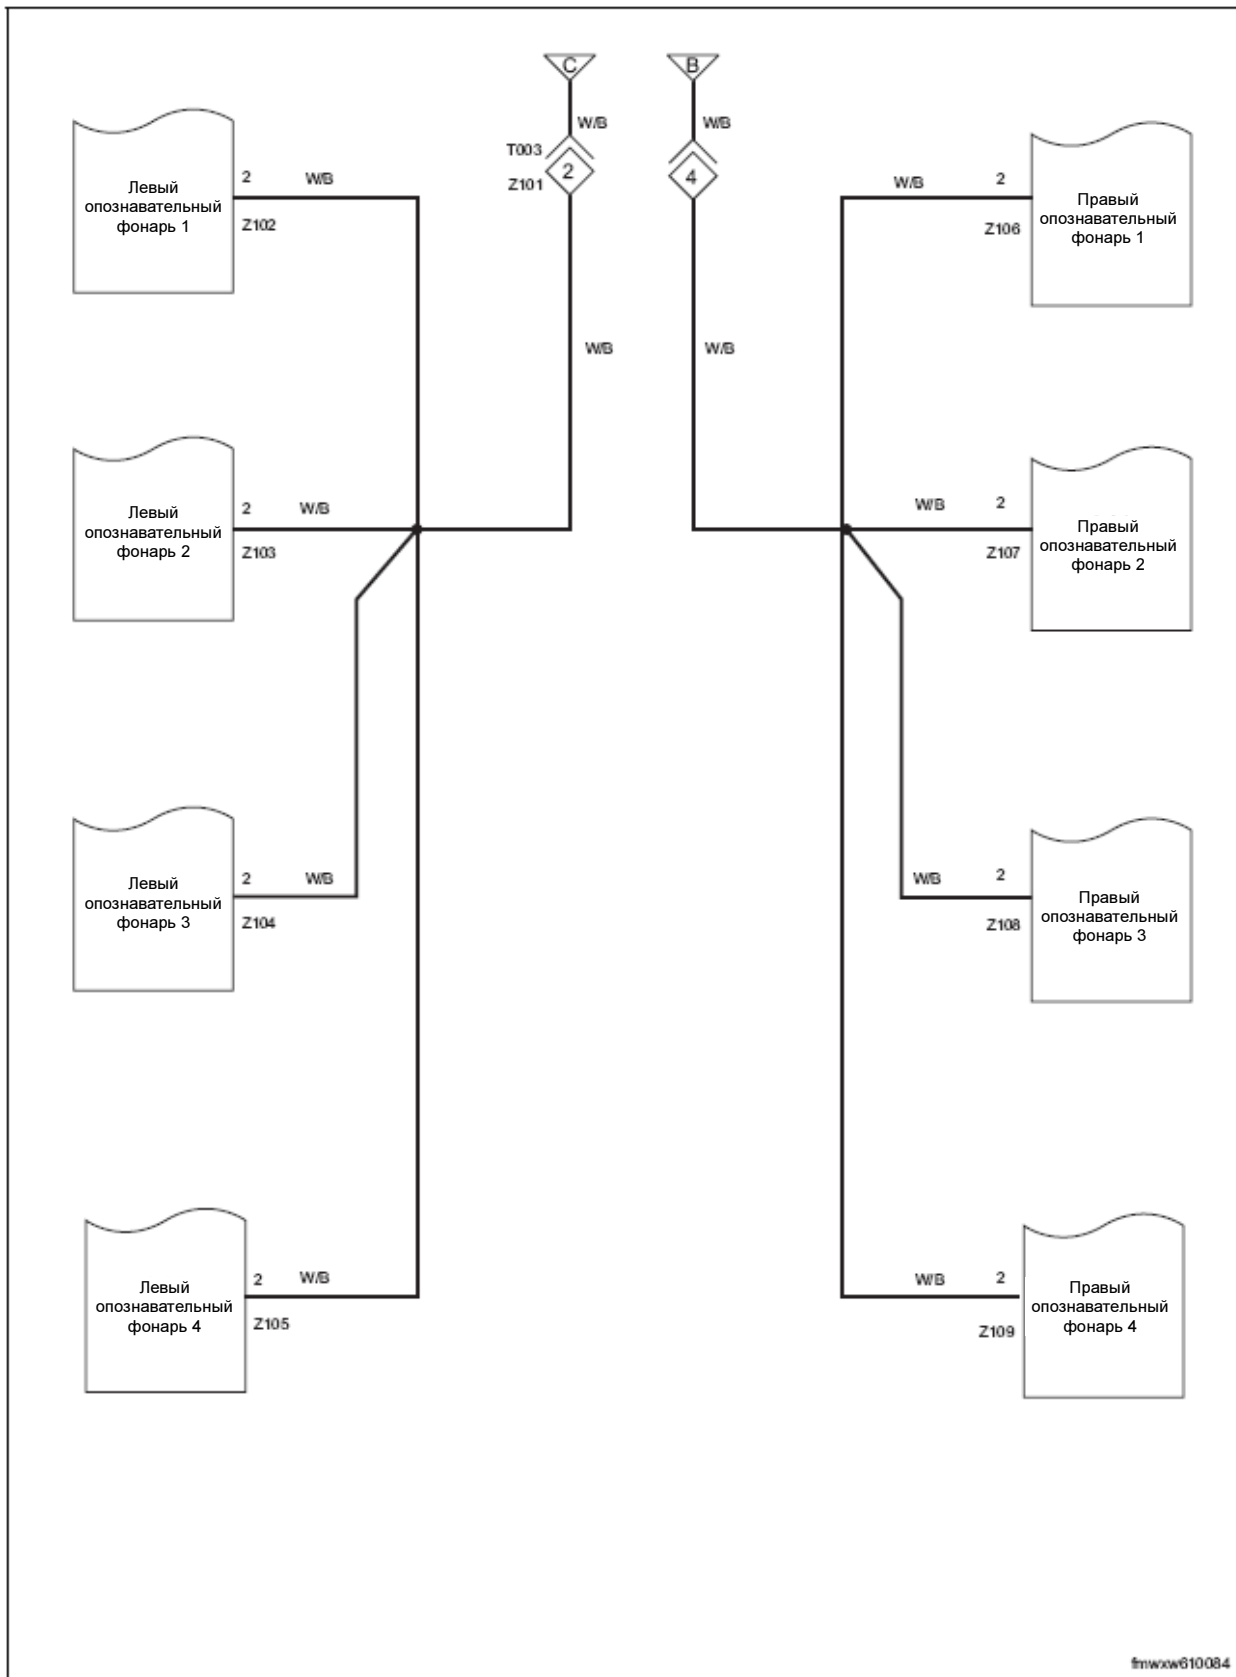 C
B
W/B
W/B
T003
2
4
Z101
Левый
опознавательный
фонарь 1
2
W/B
Z102
W/B
2
Z106
Правый
опознавательный
фонарь 1
W/B
W/B
Левый
опознавательный
фонарь 2
2
W/B
Z103
W/B
2
Z107
Правый
опознавательный
фонарь 2
Левый
опознавательный
фонарь 3
2
W/B
Z104
W/B
2
Z108
Правый
опознавательный
фонарь 3
Левый
опознавательный
фонарь 4
2
W/B
Z105
W/B
2
Z109
Правый
опознавательный
фонарь 4
fmwxw610084